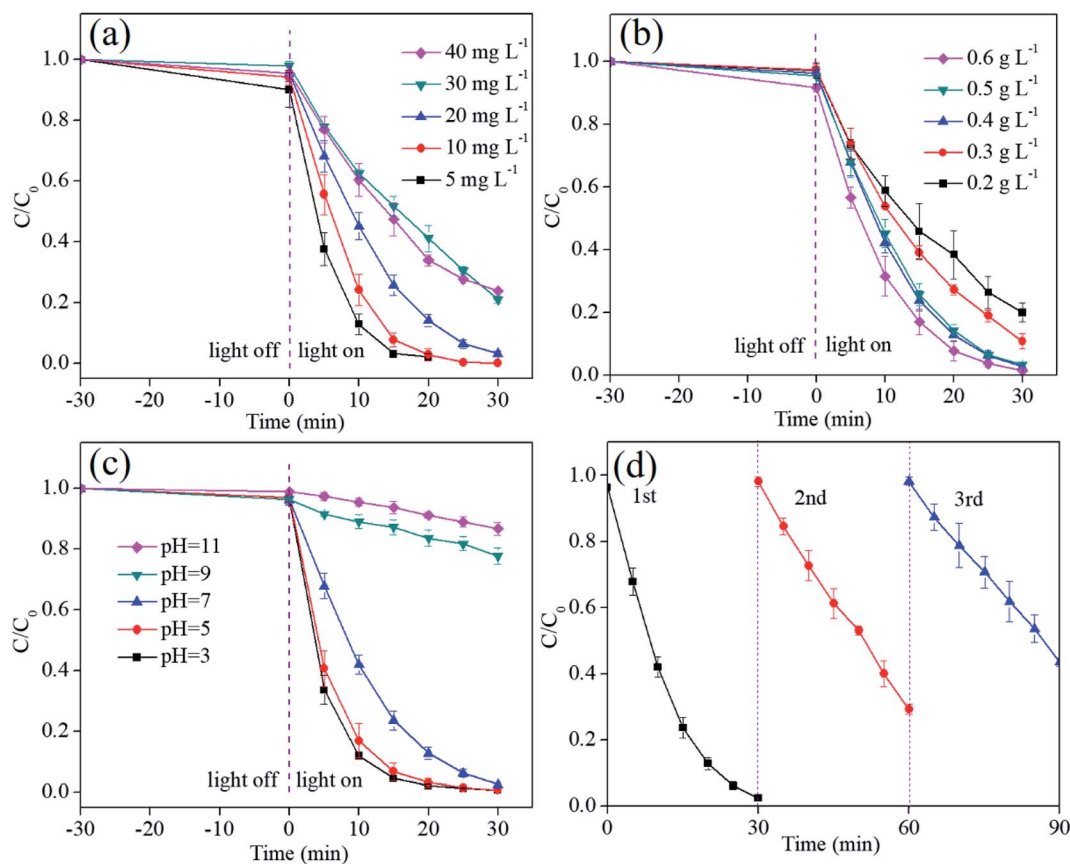 (a)
40 mg L⁻¹
30 mg L⁻¹
20 mg L⁻¹
10 mg L⁻¹
5 mg L⁻¹
1.0
0.8
0.6
0.4
0.2
0.0
C/C₀
light off
light on
-30 -20 -10 0 10 20 30
Time (min)
(b)
0.6 g L⁻¹
0.5 g L⁻¹
0.4 g L⁻¹
0.3 g L⁻¹
0.2 g L⁻¹
1.0
0.8
0.6
0.4
0.2
0.0
C/C₀
light off
light on
-30 -20 -10 0 10 20 30
Time (min)
(c)
1.0
0.8
0.6
0.4
0.2
0.0
C/C₀
pH=11
pH=9
pH=7
pH=5
pH=3
light off
light on
-30 -20 -10 0 10 20 30
Time (min)
(d)
1st
2nd
3rd
1.0
0.8
0.6
0.4
0.2
0.0
C/C₀
0 30 60 90
Time (min)